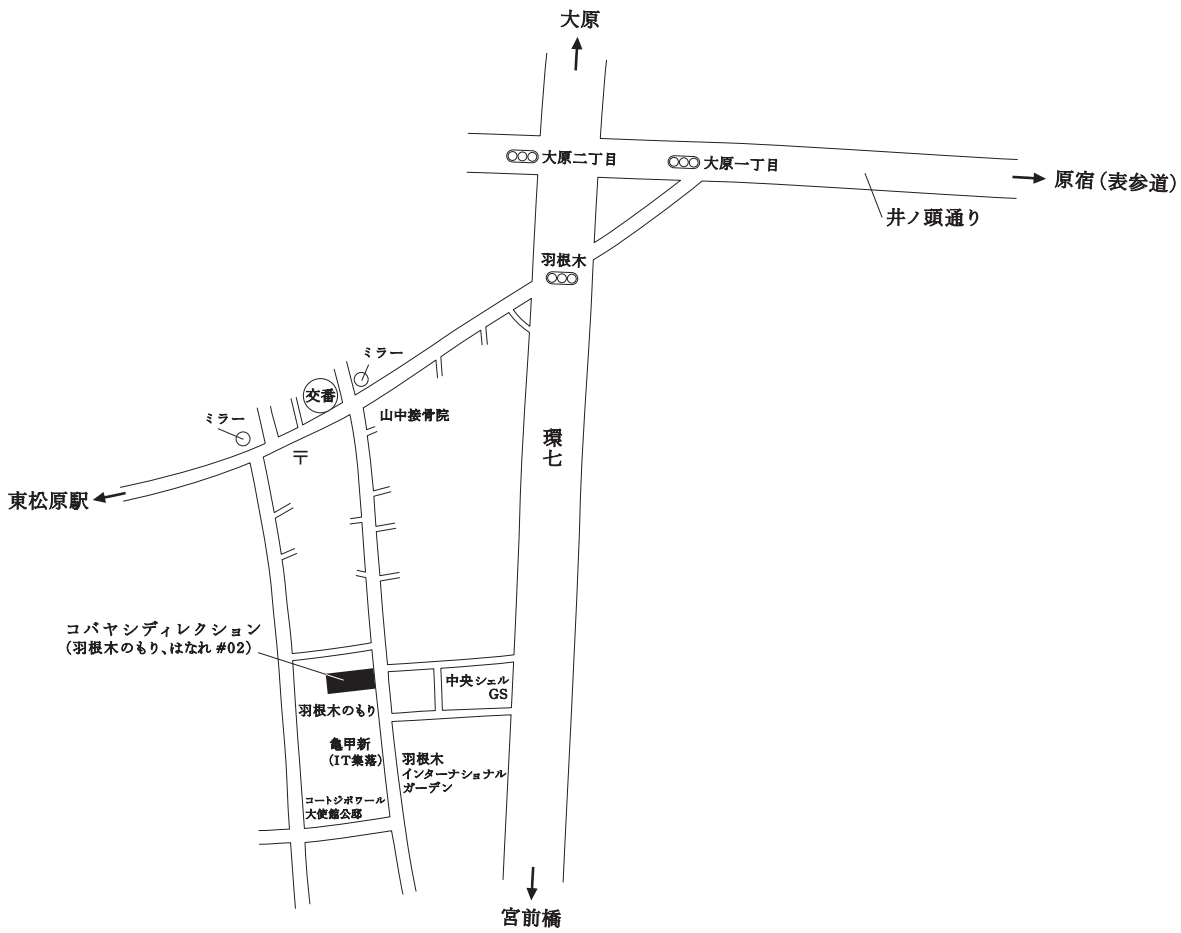 大原
大原二丁目
大原一丁目
原宿(表参道)
井ノ頭通り
羽根木
ミラー
交番
ミラー
山中接骨院
〒
環七
東松原駅
コバヤシディレクション
(羽根木のもり、はなれ #02)
中央シェル
GS
羽根木のもり
亀甲新
(IT集落)
羽根木
インターナショナル
ガーデン
コートジボワール
大使館公邸
宮前橋